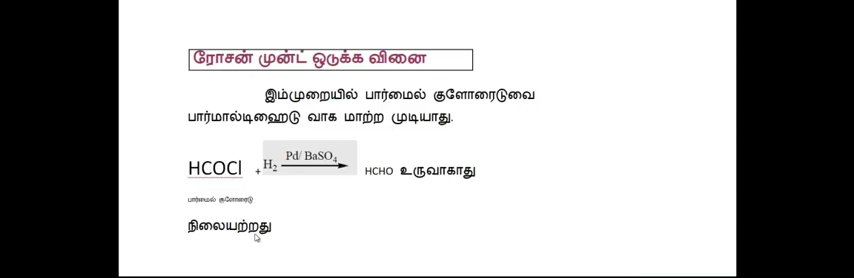 ரோசன் முன்ட் ஒடுக்க வினை
இம்முறையில் பார்மைல் குளோரைடுவை
பார்மால்டிஹைடு வாக மாற்ற முடியாது.
HCOCl + H₂ Pd/ BaSO₄ HCHO உருவாகாது
பார்மைல் குளோரைடு
நிலையற்றது